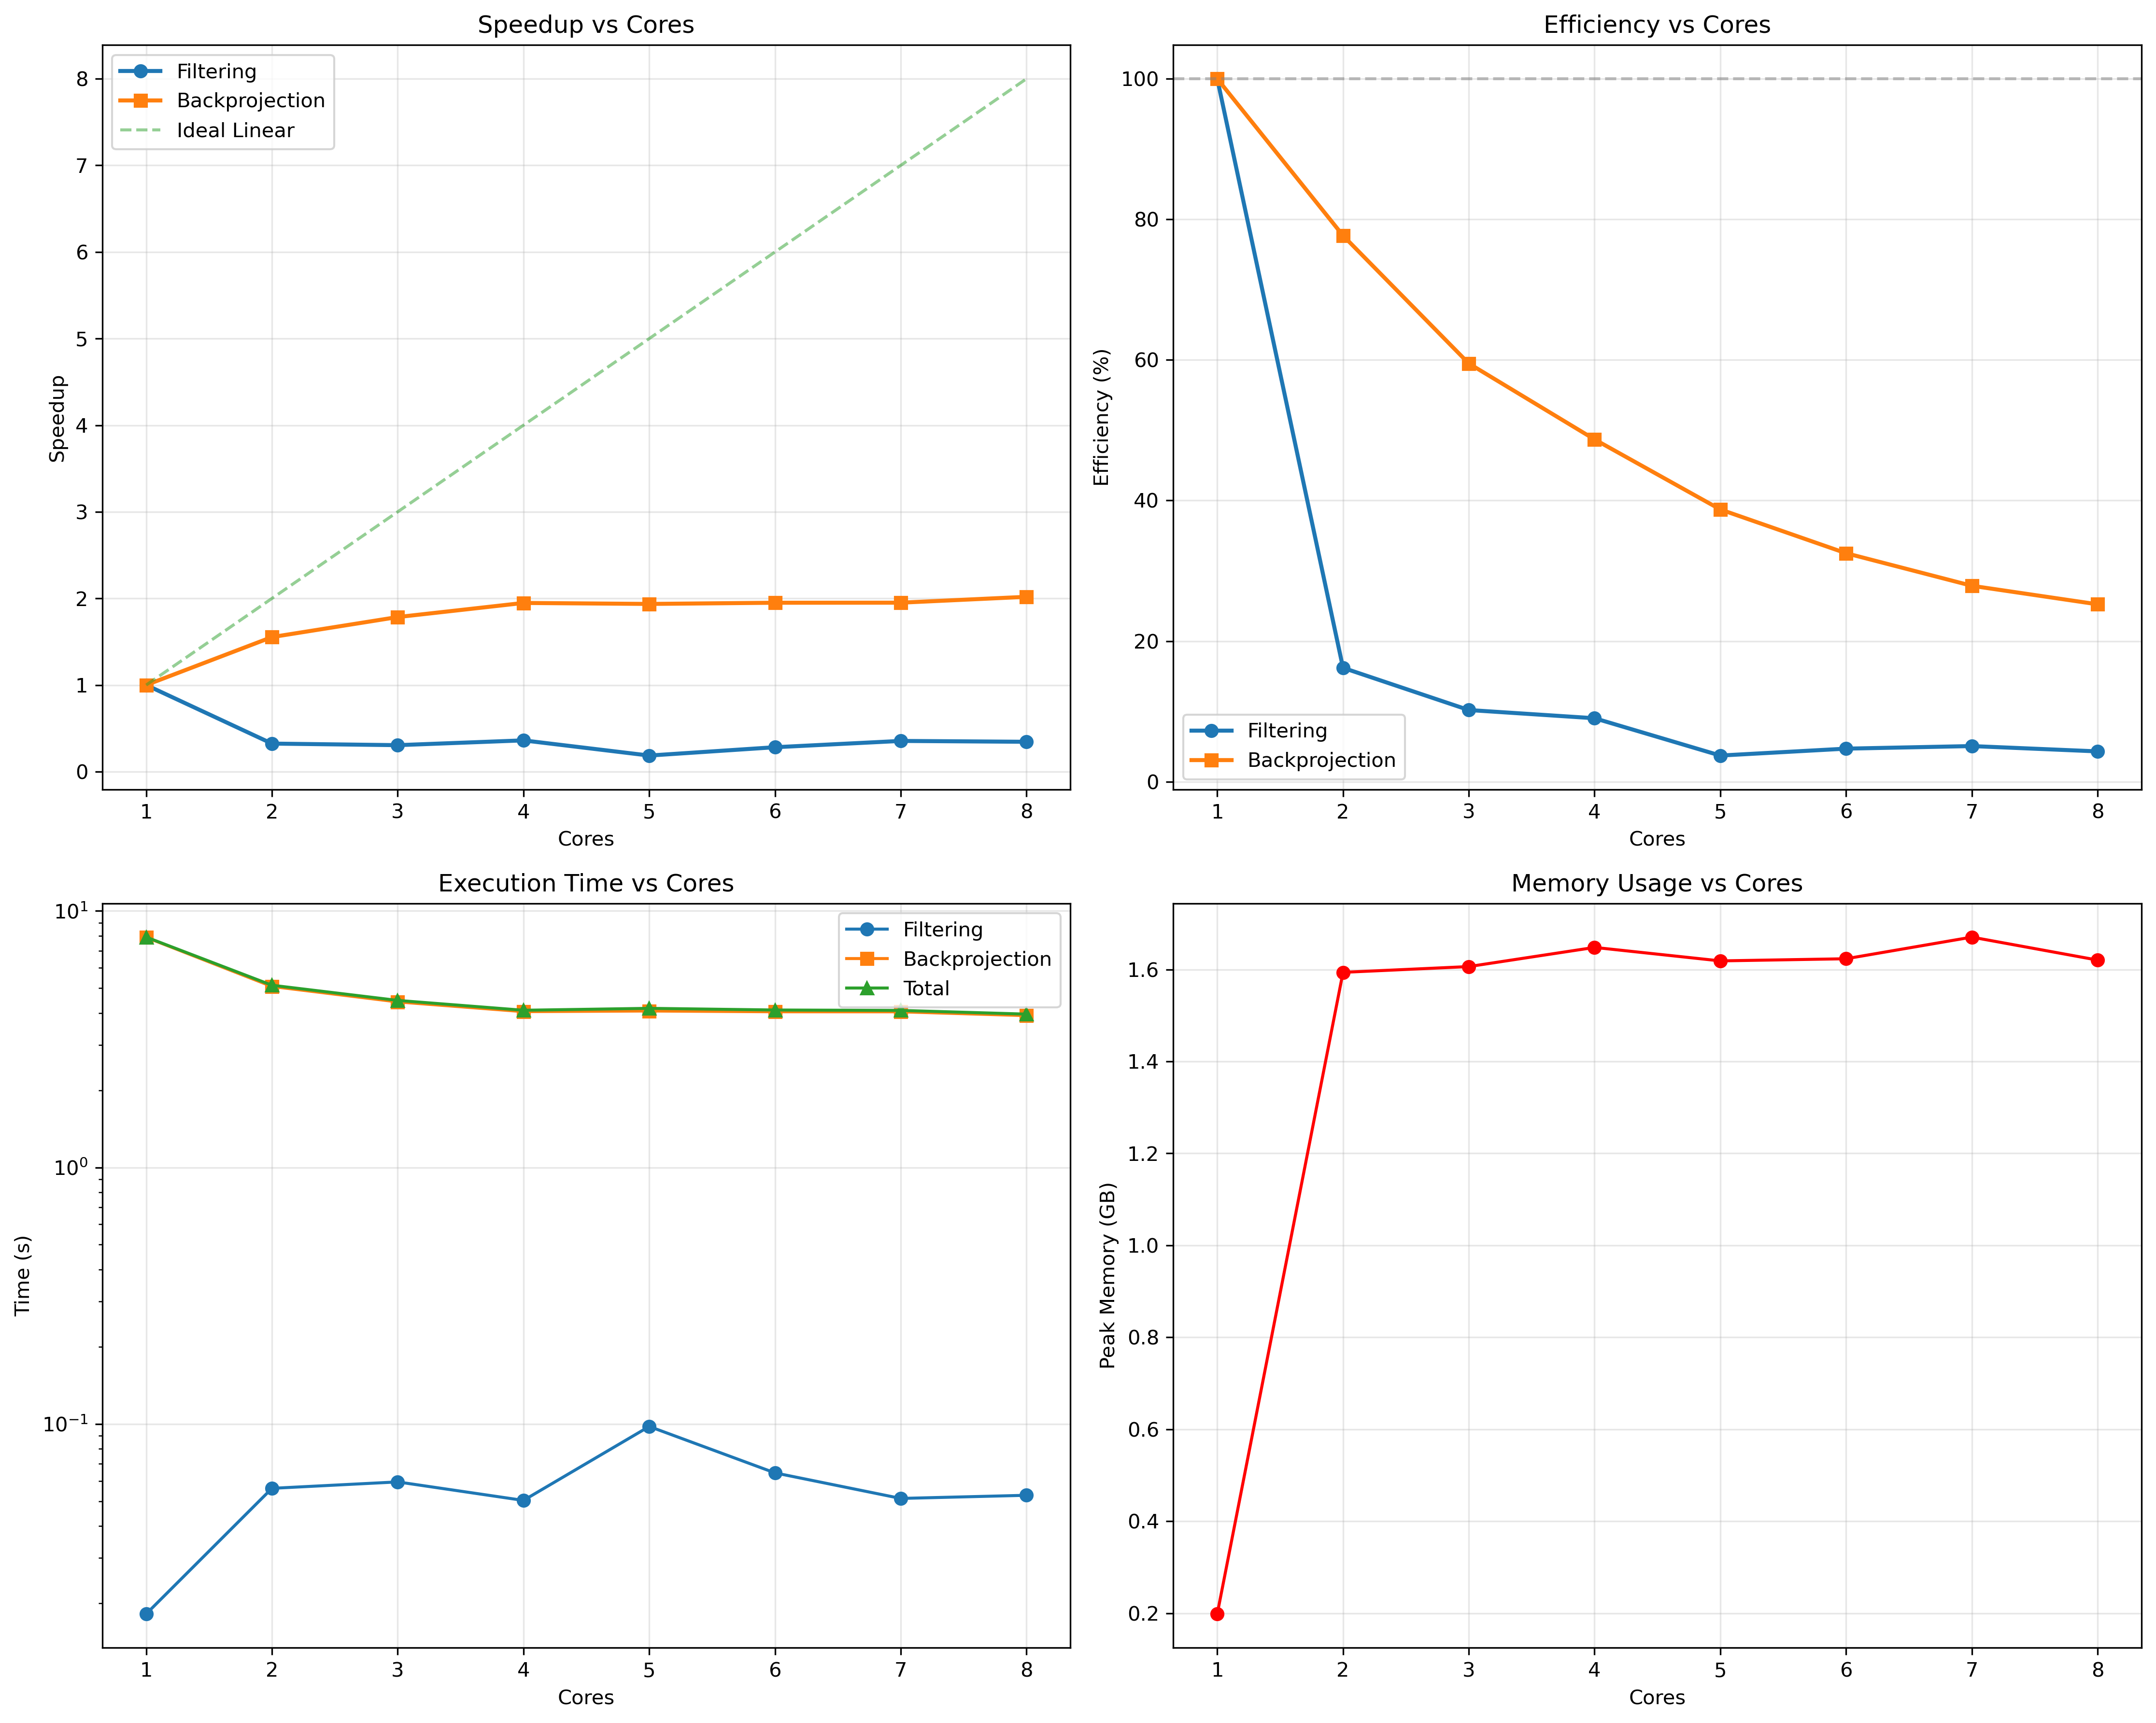 Speedup vs Cores
Filtering
Backprojection
Ideal Linear
8
7
6
5
4
3
2
1
0
Speedup
1 2 3 4 5 6 7 8
Cores
Efficiency vs Cores
100
80
60
40
20
0
Efficiency (%)
Filtering
Backprojection
1 2 3 4 5 6 7 8
Cores
Execution Time vs Cores
Filtering
Backprojection
Total
10¹
10⁰
10⁻¹
Time (s)
1 2 3 4 5 6 7 8
Cores
Memory Usage vs Cores
1.6
1.4
1.2
1.0
0.8
0.6
0.4
0.2
Peak Memory (GB)
1 2 3 4 5 6 7 8
Cores